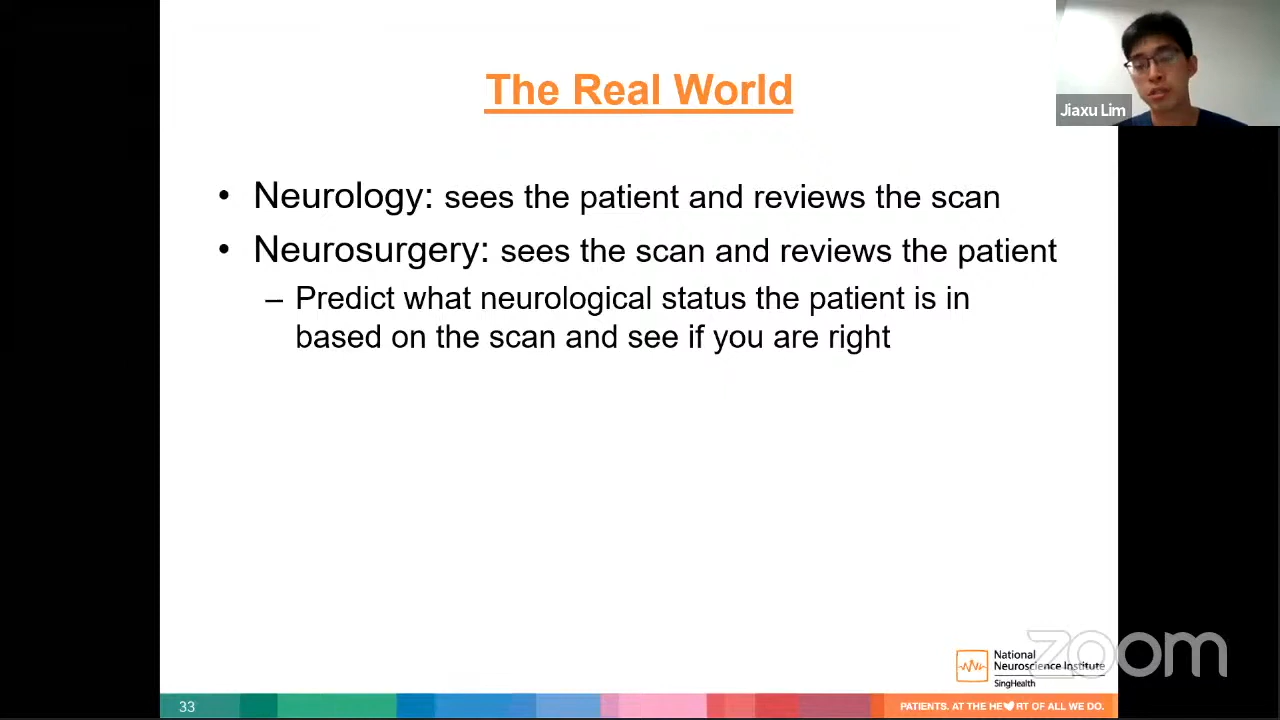 The Real World
Jiaxu Lim
• Neurology: sees the patient and reviews the scan
• Neurosurgery: sees the scan and reviews the patient
– Predict what neurological status the patient is in
based on the scan and see if you are right
National
Neuroscience Institute
SingHealth
zoom
33
PATIENTS. AT THE HE♥RT OF ALL WE DO.